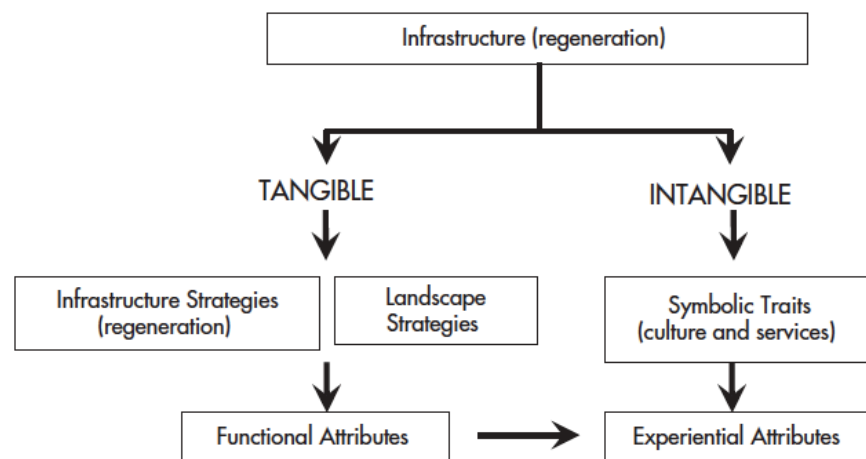 Infrastructure (regeneration)
TANGIBLE
INTANGIBLE
Infrastructure Strategies
(regeneration)
Landscape
Strategies
Symbolic Traits
(culture and services)
Functional Attributes
Experiential Attributes